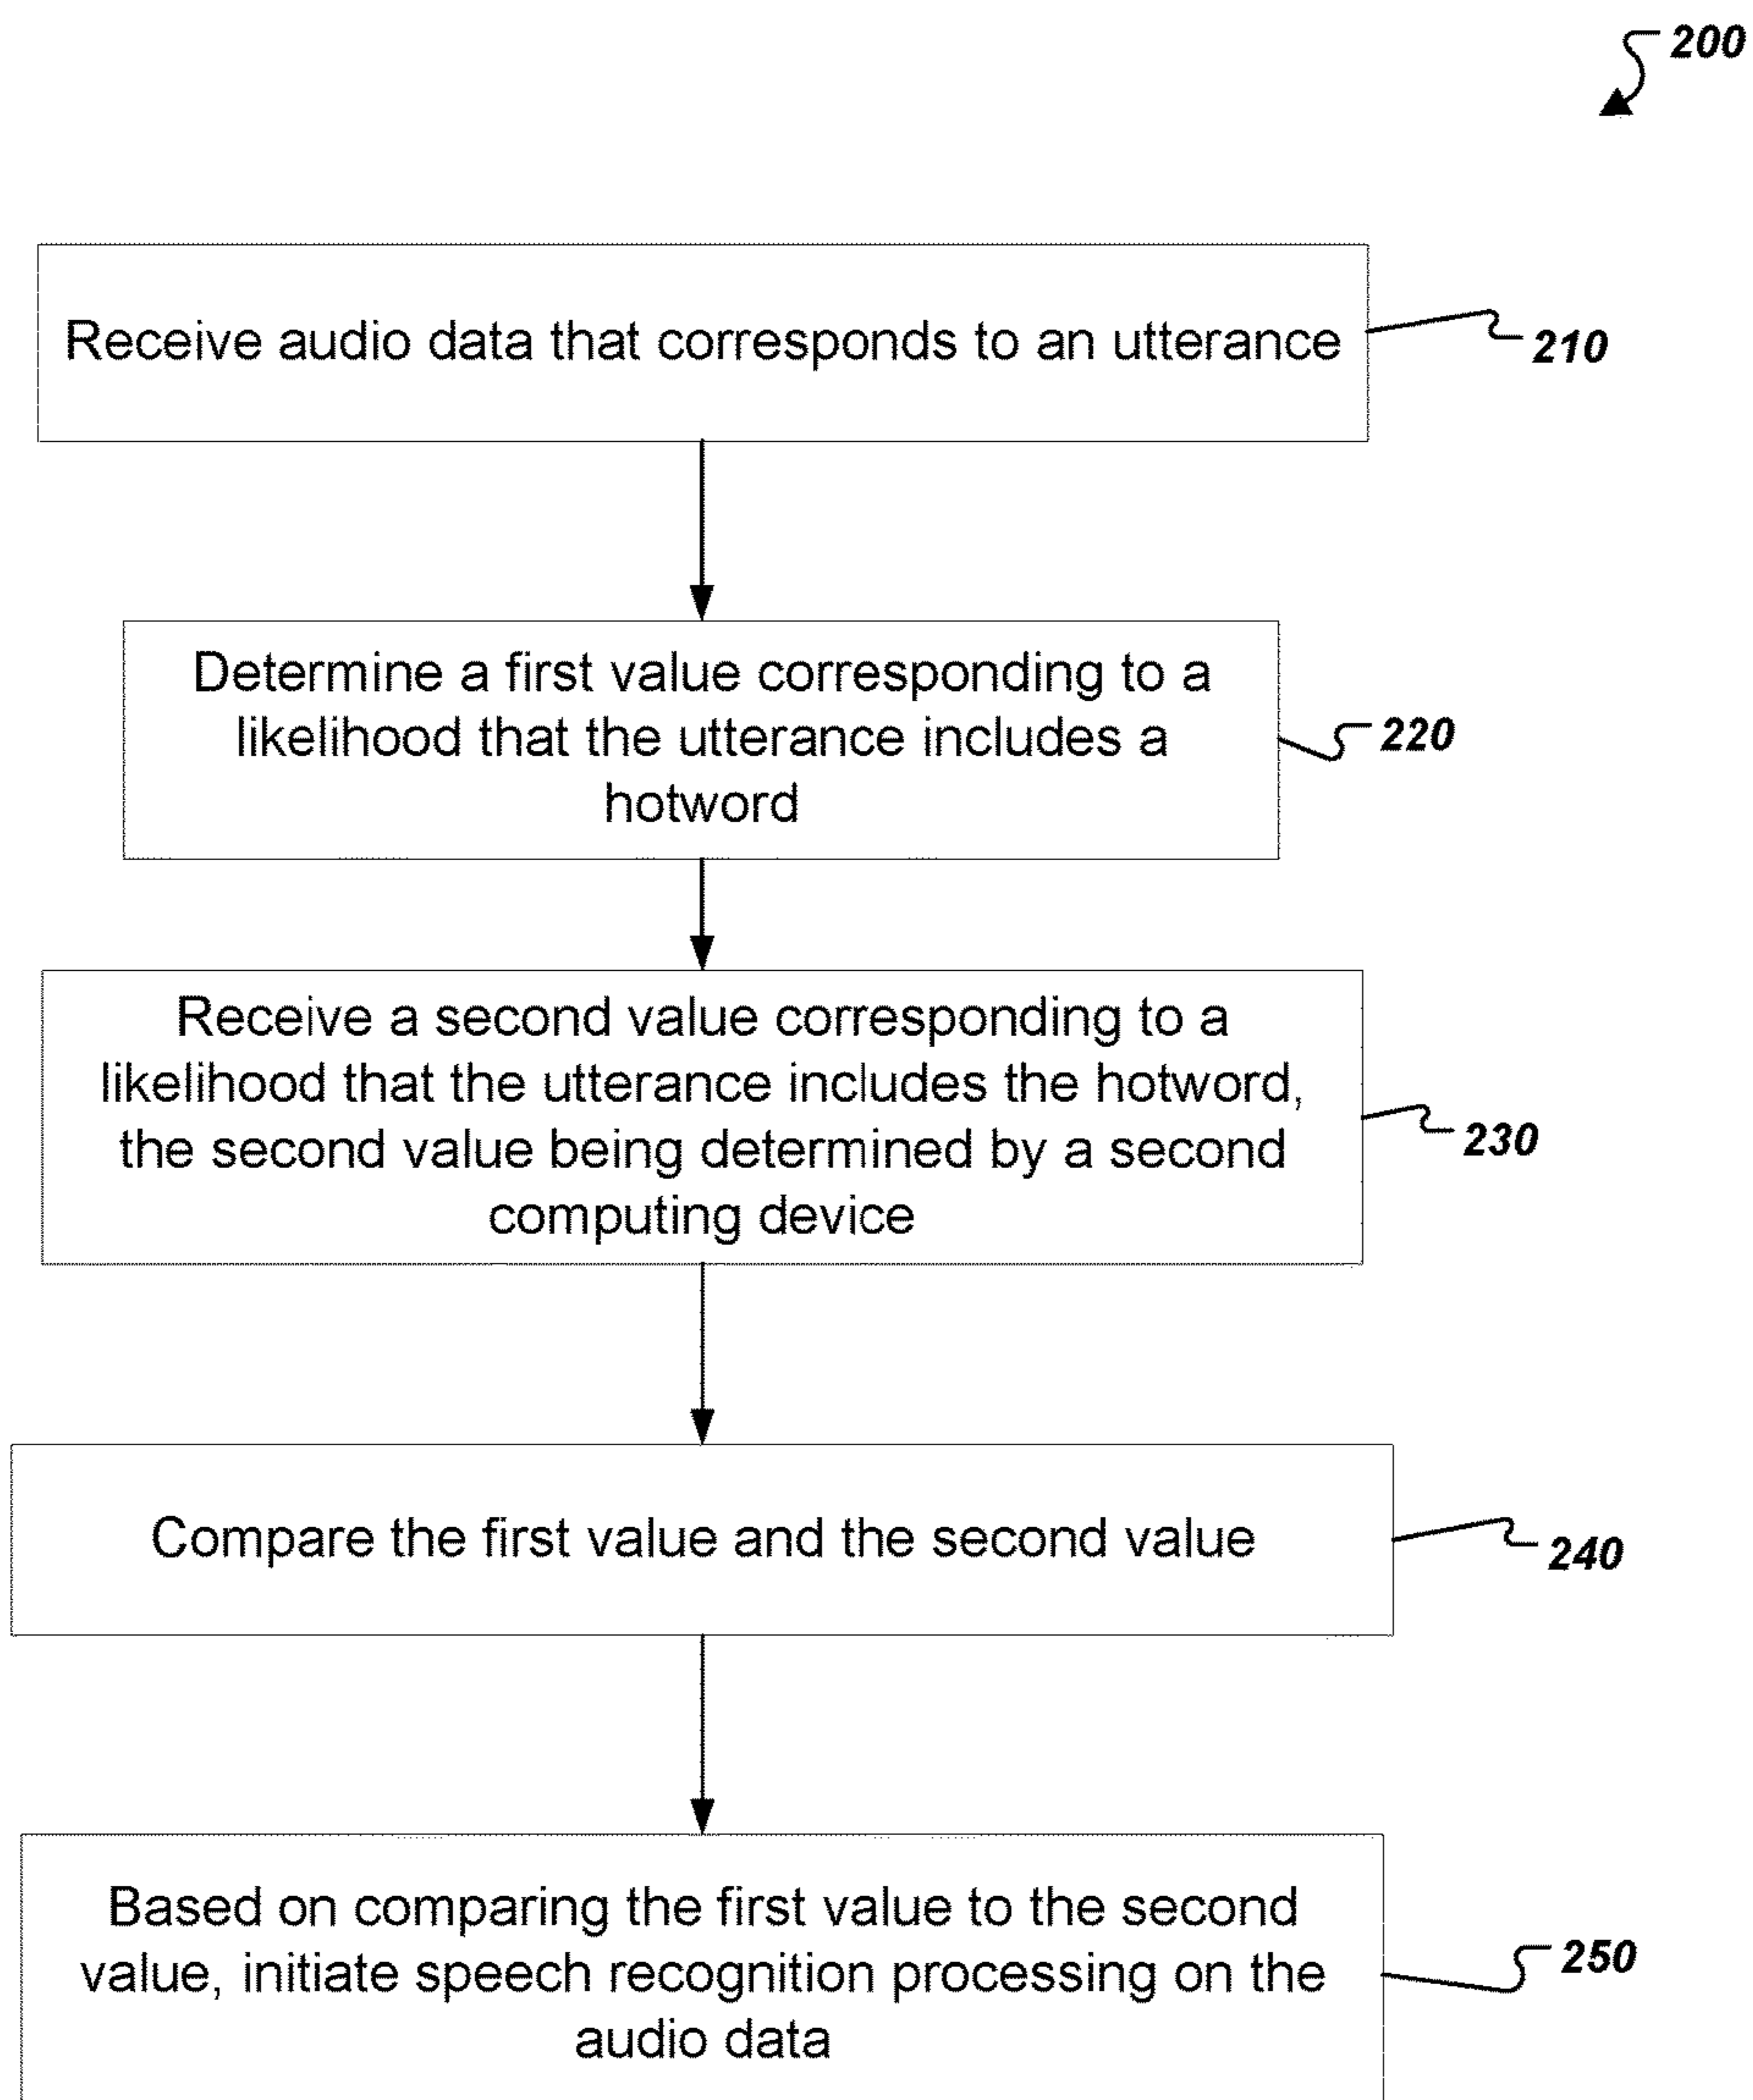 200
Receive audio data that corresponds to an utterance
210
Determine a first value corresponding to a
likelihood that the utterance includes a
hotword
220
Receive a second value corresponding to a
likelihood that the utterance includes the hotword,
the second value being determined by a second
computing device
230
Compare the first value and the second value
240
Based on comparing the first value to the second
value, initiate speech recognition processing on the
audio data
250